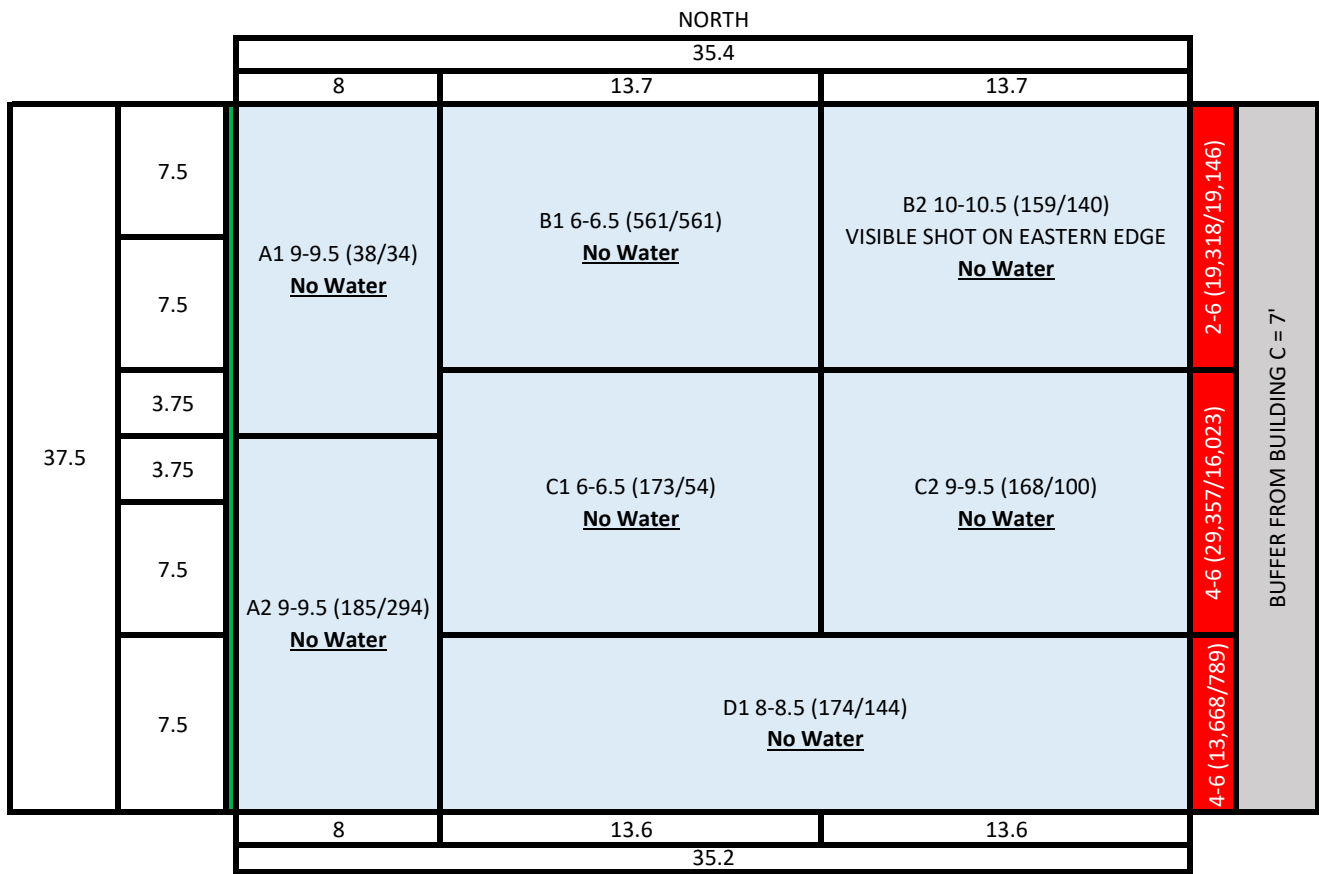 NORTH
35.4
8
13.7
13.7
37.5
7.5
7.5
3.75
3.75
7.5
7.5
A1 9-9.5 (38/34)
No Water
A2 9-9.5 (185/294)
No Water
B1 6-6.5 (561/561)
No Water
B2 10-10.5 (159/140)
VISIBLE SHOT ON EASTERN EDGE
No Water
C1 6-6.5 (173/54)
No Water
C2 9-9.5 (168/100)
No Water
D1 8-8.5 (174/144)
No Water
2-6 (19,318/19,146)
4-6 (29,357/16,023)
4-6 (13,668/789)
BUFFER FROM BUILDING C = 7'
8
13.6
13.6
35.2